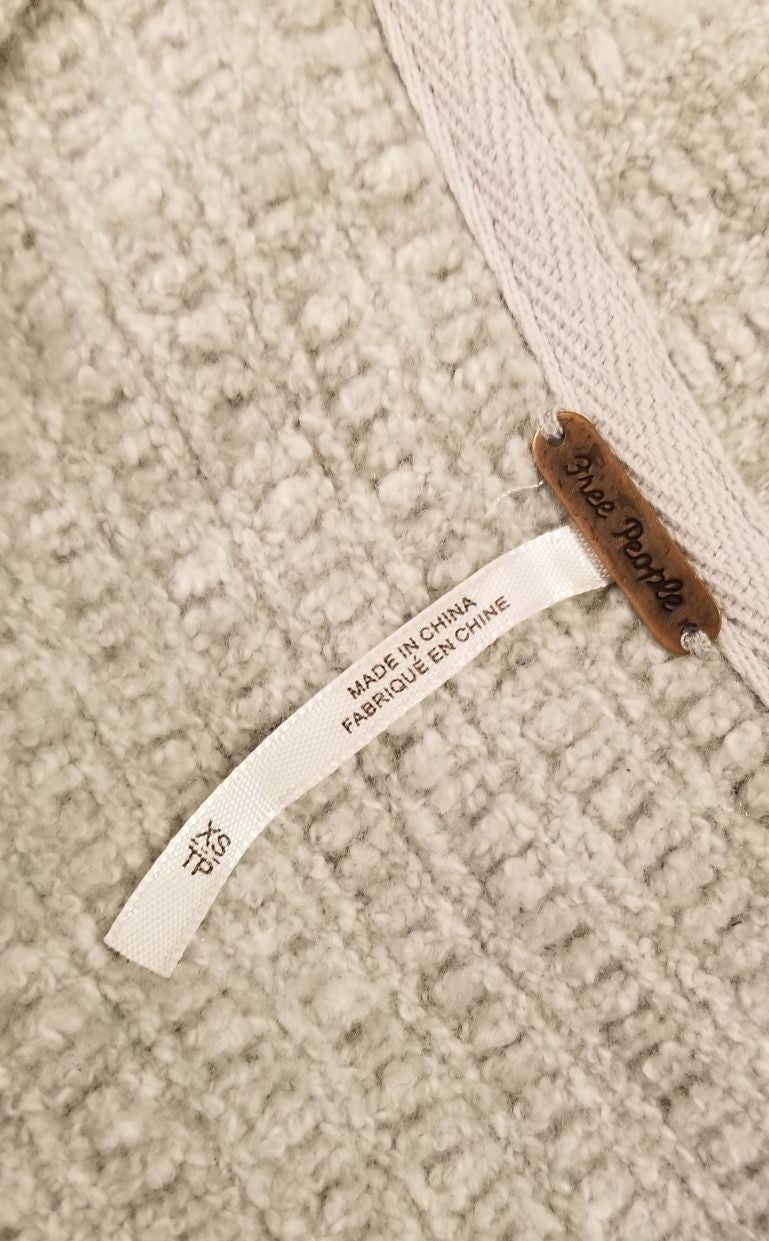 Free People
MADE IN CHINA
FABRIQUÉ EN CHINE
XS
TP